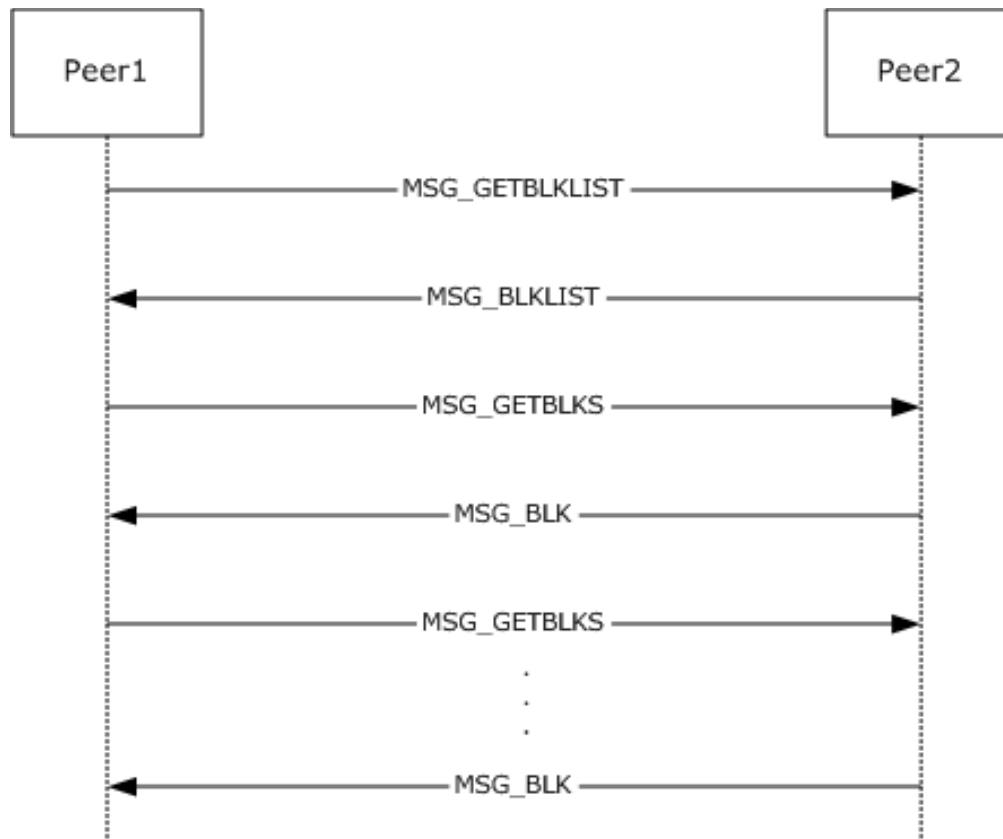 Peer1
Peer2
MSG_GETBLKLIST
MSG_BLKLIST
MSG_GETBLKS
MSG_BLK
MSG_GETBLKS
.
.
.
MSG_BLK